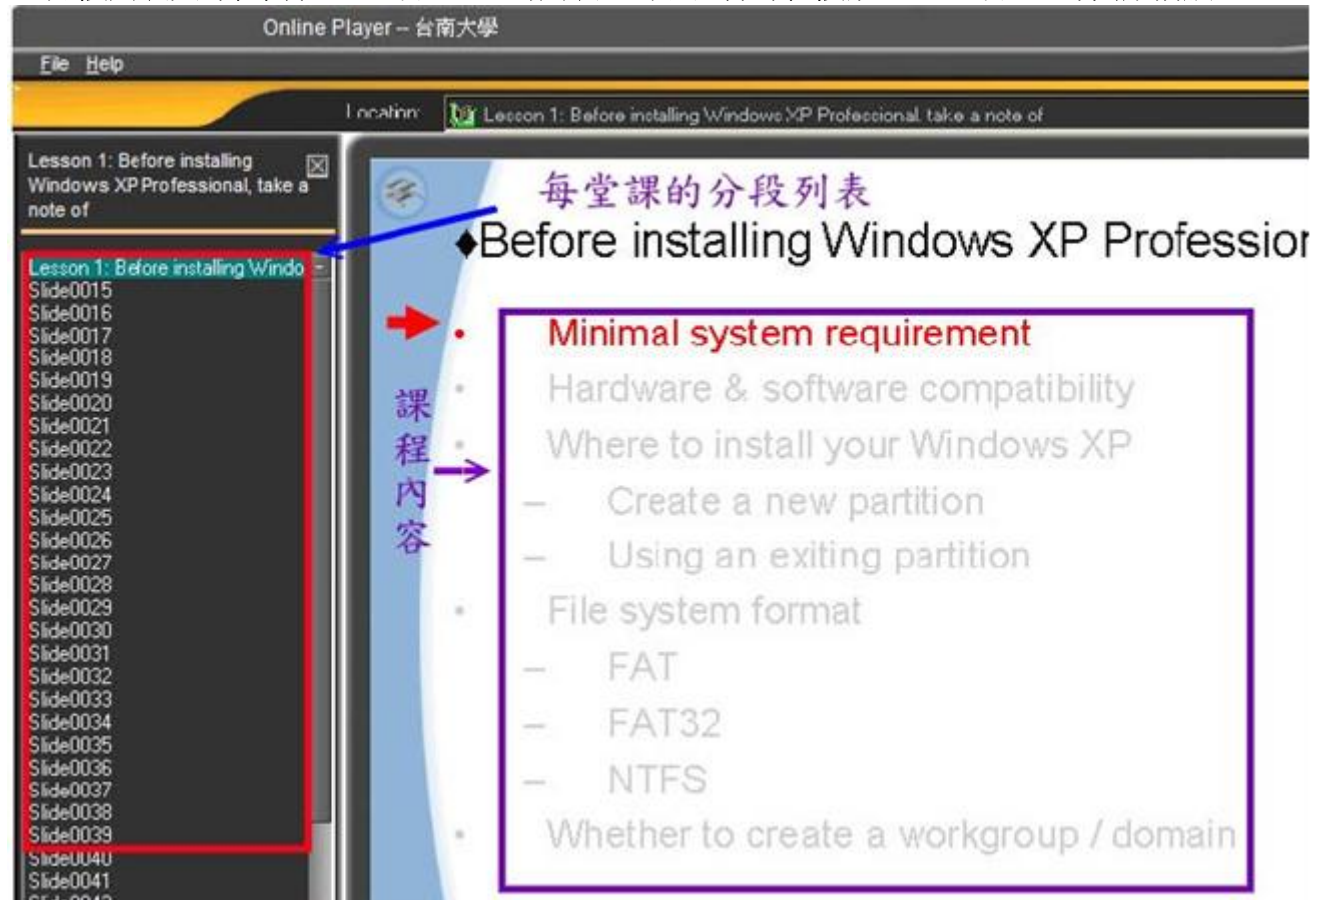 Online Player -- 台南大學
File Help
Location: Lesson 1: Before installing Windows XP Professional, take a note of
Lesson 1: Before installing
Windows XP Professional, take a
note of
每堂課的分段列表
◆Before installing Windows XP Profession
Lesson 1: Before installing Windo
Slide0015
Slide0016
Slide0017
Slide0018
Slide0019
Slide0020
Slide0021
Slide0022
Slide0023
Slide0024
Slide0025
Slide0026
Slide0027
Slide0028
Slide0029
Slide0030
Slide0031
Slide0032
Slide0033
Slide0034
Slide0035
Slide0036
Slide0037
Slide0038
Slide0039
Slide0040
Slide0041
課程內容
• Minimal system requirement
• Hardware & software compatibility
• Where to install your Windows XP
– Create a new partition
– Using an exiting partition
• File system format
– FAT
– FAT32
– NTFS
• Whether to create a workgroup / domain